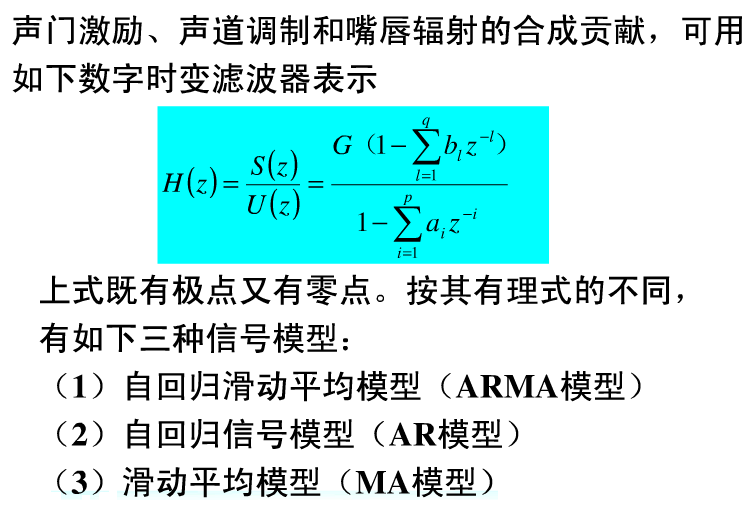 声门激励、声道调制和嘴唇辐射的合成贡献，可用
如下数字时变滤波器表示
H(z)=\frac{S(z)}{U(z)}=\frac{G（1-\sum_{l=1}^{q}b_l z^{-l}）}{1-\sum_{i=1}^{p}a_i z^{-i}}
上式既有极点又有零点。按其有理式的不同，
有如下三种信号模型：
（1）自回归滑动平均模型（ARMA模型）
（2）自回归信号模型（AR模型）
（3）滑动平均模型（MA模型）